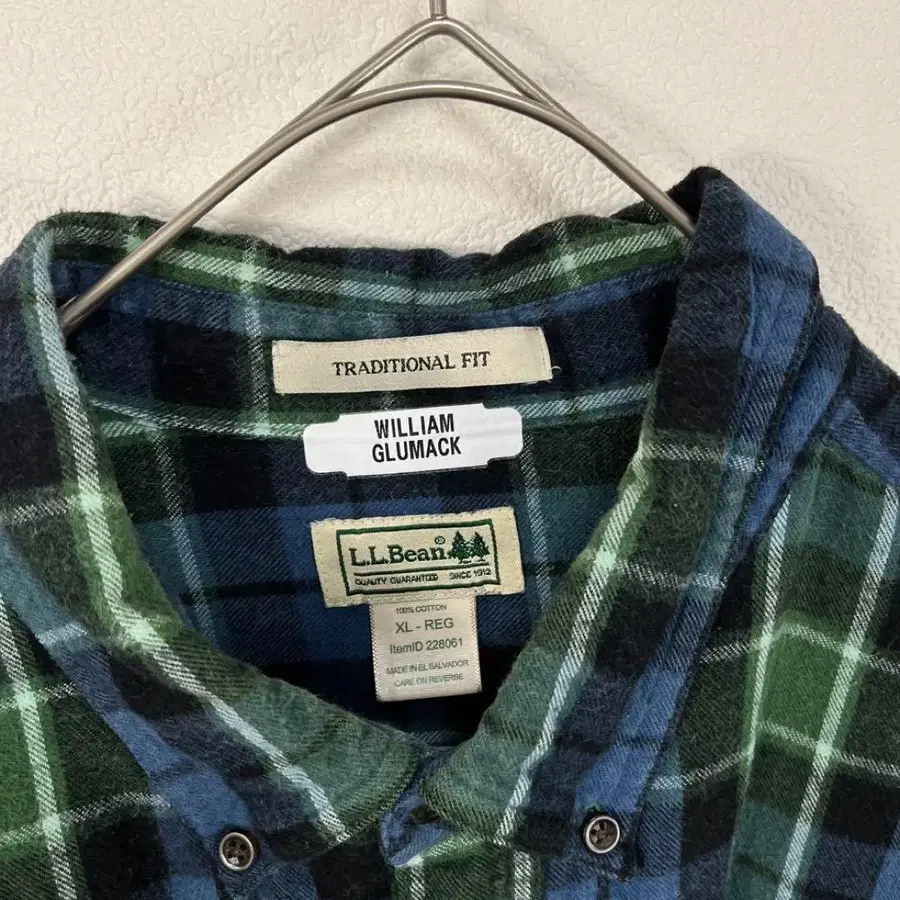 TRADITIONAL FIT
WILLIAM
GLUMACK
L.L.Bean®
QUALITY GUARANTEED SINCE 1912
100% COTTON
XL - REG
ItemID 228061
MADE IN EL SALVADOR
CARE ON REVERSE